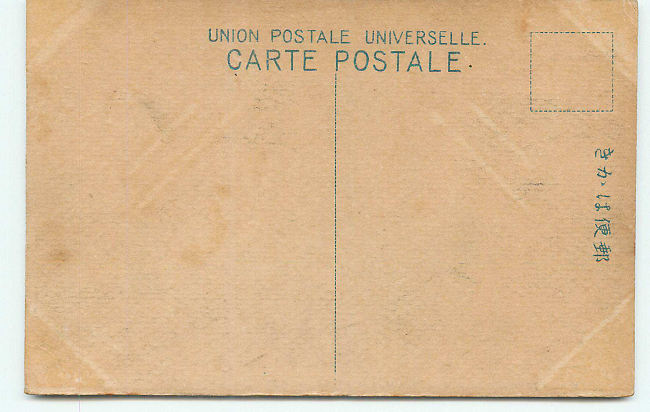 UNION POSTALE UNIVERSELLE.
CARTE POSTALE.
きかは便郵